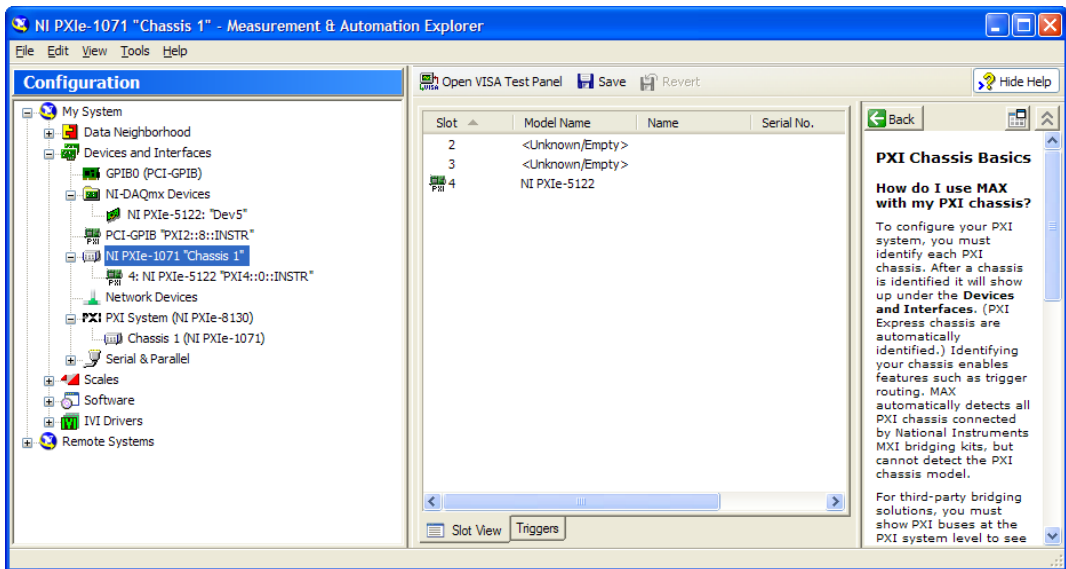 NI PXIe-1071 "Chassis 1" - Measurement & Automation Explorer
File Edit View Tools Help
Configuration
My System
Data Neighborhood
Devices and Interfaces
GPIB0 (PCI-GPIB)
NI-DAQmx Devices
NI PXIe-5122: "Dev5"
PCI-GPIB "PXI2::8::INSTR"
NI PXIe-1071 "Chassis 1"
4: NI PXIe-5122 "PXI4::0::INSTR"
Network Devices
PXI PXI System (NI PXIe-8130)
Chassis 1 (NI PXIe-1071)
Serial & Parallel
Scales
Software
IVI Drivers
Remote Systems
VISA Open VISA Test Panel Save Revert
Hide Help
Slot Model Name Name Serial No.
2 <Unknown/Empty>
3 <Unknown/Empty>
PXI 4 NI PXIe-5122
Slot View Triggers
Back
PXI Chassis Basics
How do I use MAX
with my PXI chassis?
To configure your PXI
system, you must
identify each PXI
chassis. After a chassis
is identified it will show
up under the Devices
and Interfaces. (PXI
Express chassis are
automatically
identified.) Identifying
your chassis enables
features such as trigger
routing. MAX
automatically detects all
PXI chassis connected
by National Instruments
MXI bridging kits, but
cannot detect the PXI
chassis model.
For third-party bridging
solutions, you must
show PXI buses at the
PXI system level to see